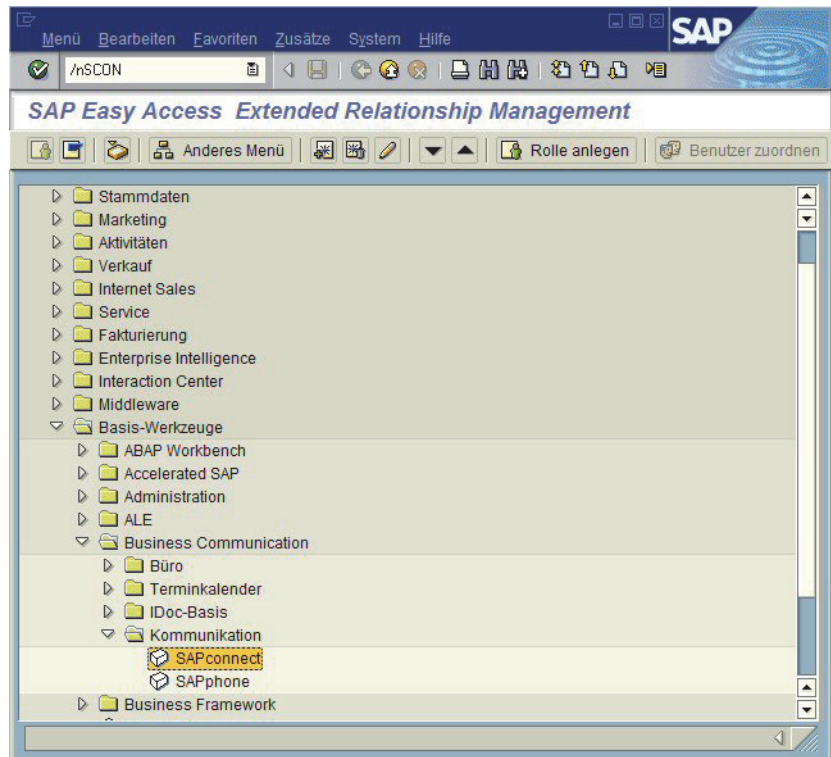 Menü Bearbeiten Favoriten Zusätze System Hilfe
SAP
/nSCON
SAP Easy Access Extended Relationship Management
Anderes Menü Rolle anlegen Benutzer zuordnen
Stammdaten
Marketing
Aktivitäten
Verkauf
Internet Sales
Service
Fakturierung
Enterprise Intelligence
Interaction Center
Middleware
Basis-Werkzeuge
ABAP Workbench
Accelerated SAP
Administration
ALE
Business Communication
Büro
Terminkalender
IDoc-Basis
Kommunikation
SAPconnect
SAPphone
Business Framework